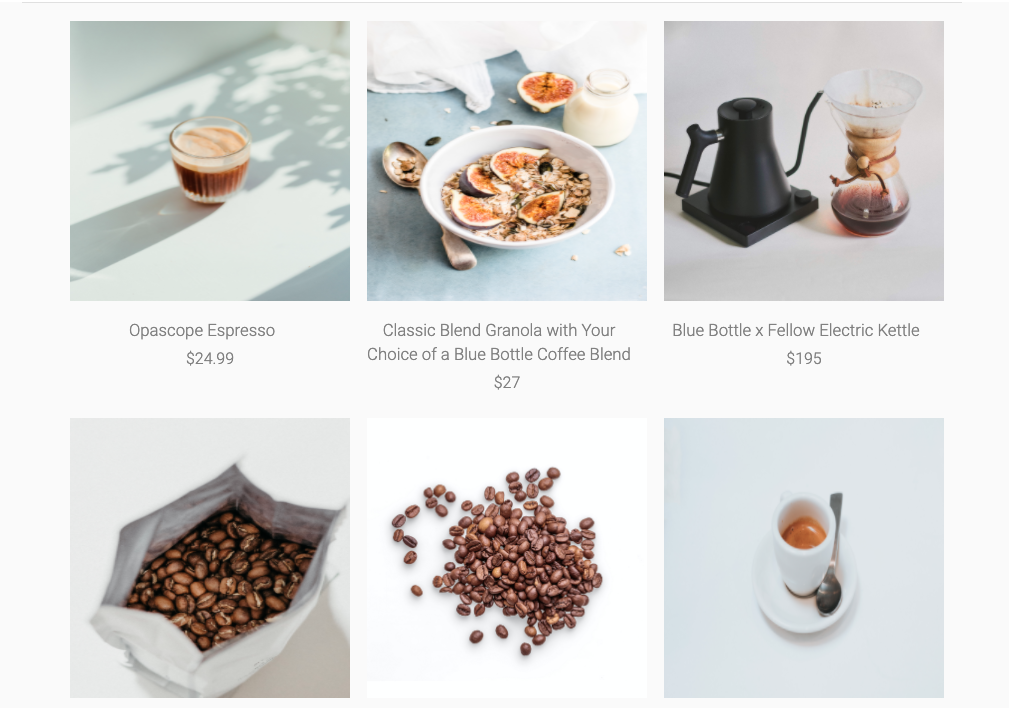 Opascope Espresso
$24.99
Classic Blend Granola with Your
Choice of a Blue Bottle Coffee Blend
$27
Blue Bottle x Fellow Electric Kettle
$195